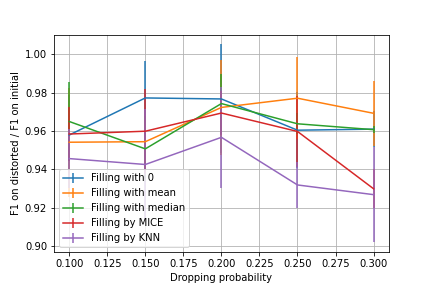 1.00
0.98
0.96
0.94
0.92
0.90
F1 on distorted / F1 on initial
Filling with 0
Filling with mean
Filling with median
Filling by MICE
Filling by KNN
0.100 0.125 0.150 0.175 0.200 0.225 0.250 0.275 0.300
Dropping probability